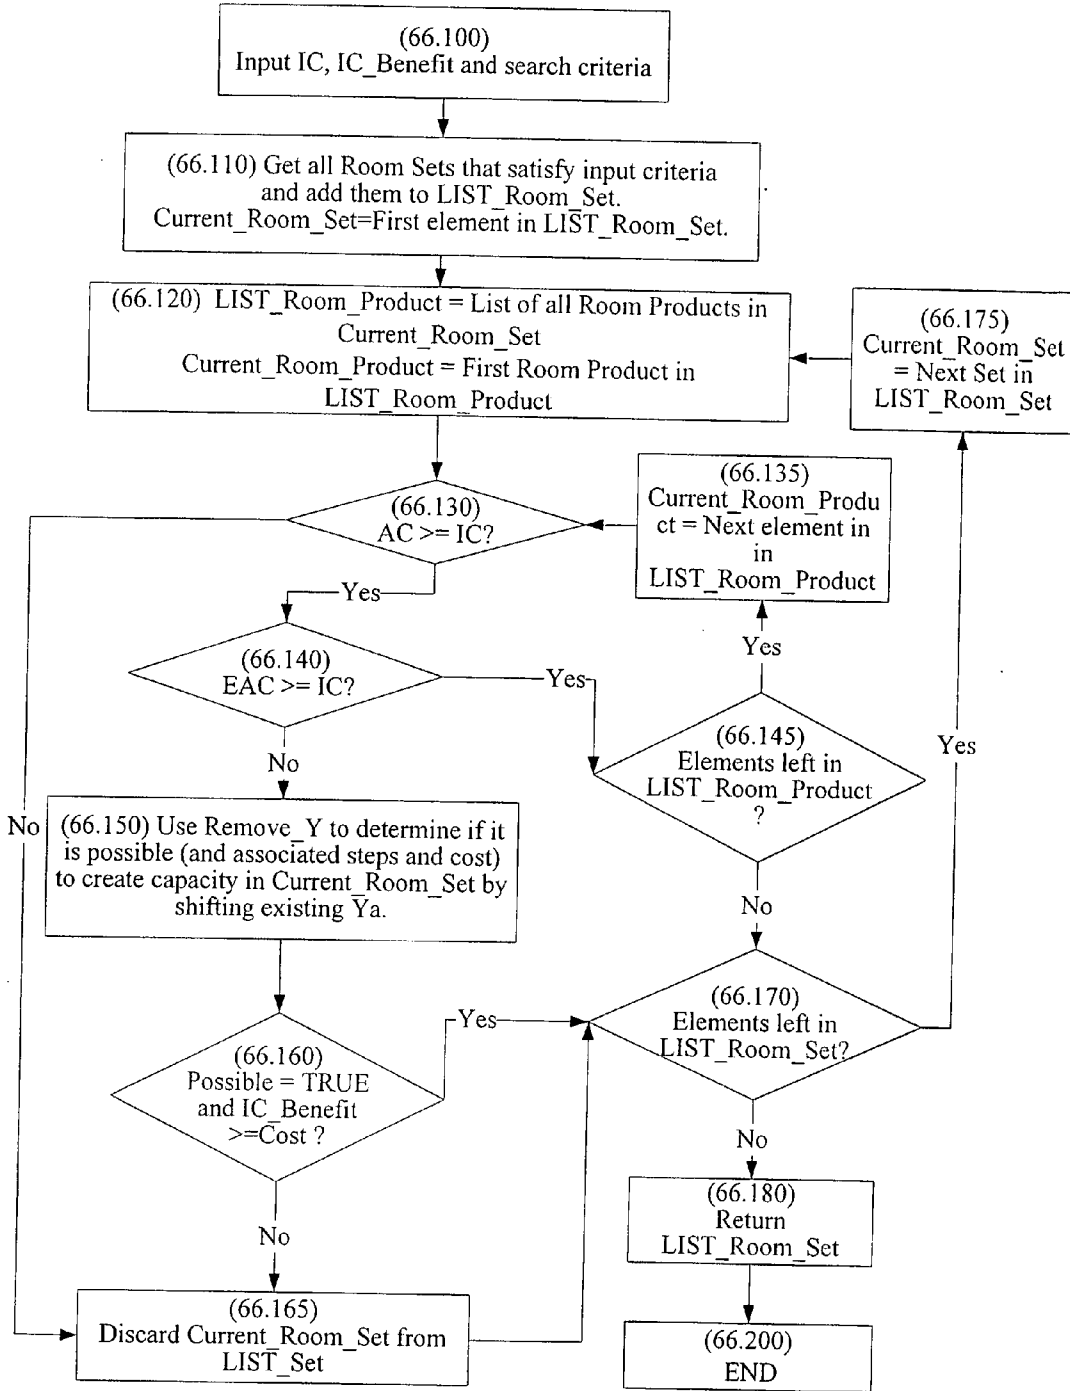 (66.100)
Input IC, IC_Benefit and search criteria
(66.110) Get all Room Sets that satisfy input criteria
and add them to LIST_Room_Set.
Current_Room_Set=First element in LIST_Room_Set.
(66.120) LIST_Room_Product = List of all Room Products in
Current_Room_Set
Current_Room_Product = First Room Product in
LIST_Room_Product
(66.175)
Current_Room_Set
= Next Set in
LIST_Room_Set
(66.130)
AC >= IC?
(66.135)
Current_Room_Produ
ct = Next element in
in
LIST_Room_Product
Yes
Yes
(66.140)
EAC >= IC?
Yes
(66.145)
Elements left in
LIST_Room_Product
?
Yes
No
No
(66.150) Use Remove_Y to determine if it
is possible (and associated steps and cost)
to create capacity in Current_Room_Set by
shifting existing Ya.
No
(66.160)
Possible = TRUE
and IC_Benefit
>=Cost ?
Yes
(66.170)
Elements left in
LIST_Room_Set?
No
No
(66.165)
Discard Current_Room_Set from
LIST_Set
(66.180)
Return
LIST_Room_Set
(66.200)
END